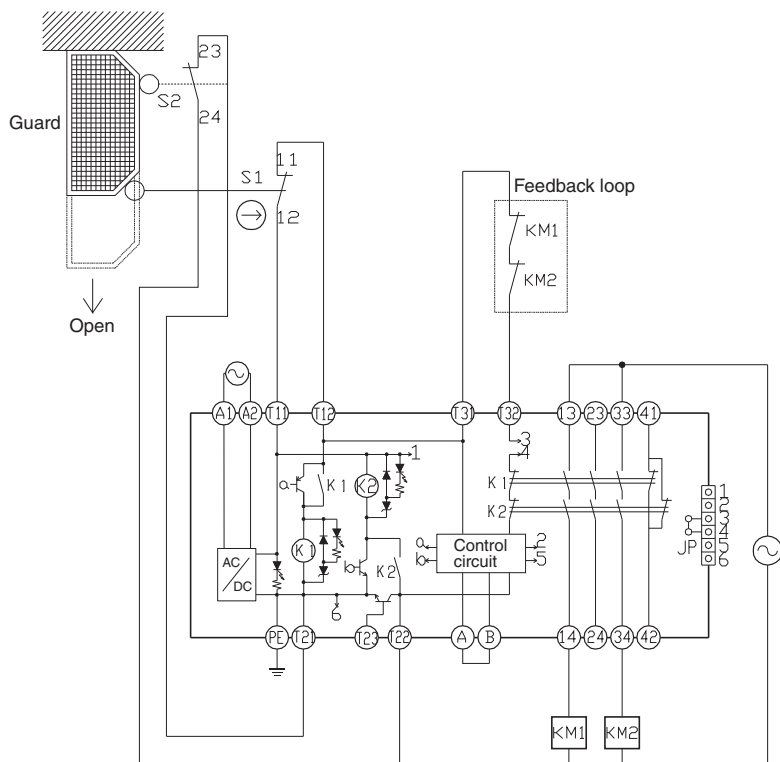 23
S2
24
Guard
11
S1
12
Feedback loop
KM1
KM2
Open
A1 A2 T11 T12 T31 T32 13 23 33 41
1
3
4
a K1 K2
K1
K2
1
2
3
4
5
6
JP
K1
AC/DC
b K2
a
b
Control circuit
2
5
6
PE T21 T23 T22 A B 14 24 34 42
KM1 KM2